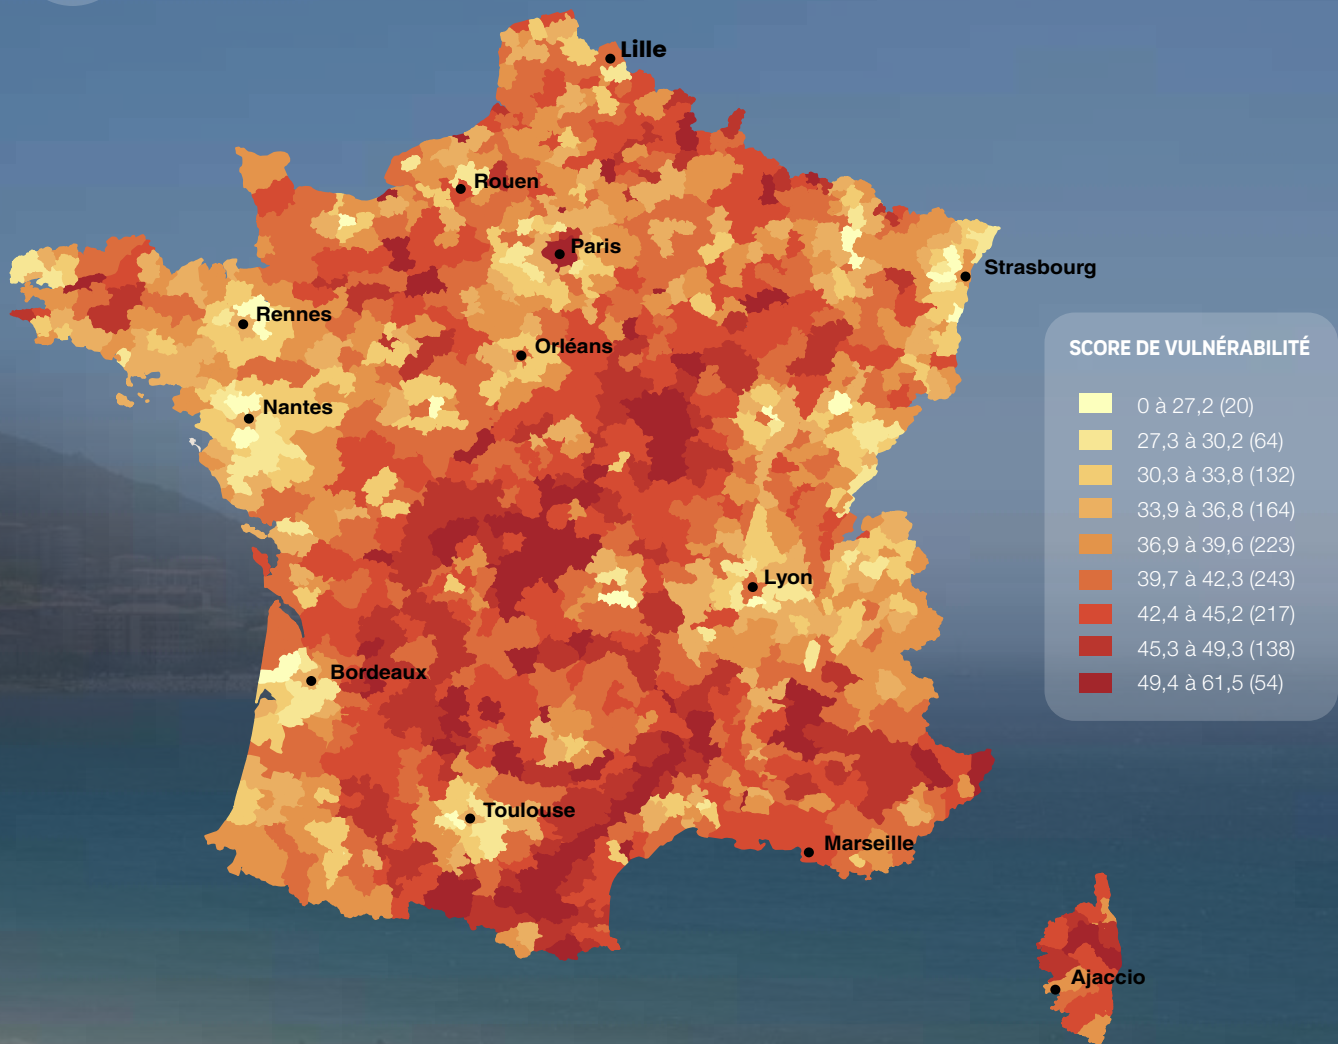 Lille
Rouen
Paris
Strasbourg
Rennes
Orléans
Nantes
Lyon
Bordeaux
Toulouse
Marseille
Ajaccio
SCORE DE VULNÉRABILITÉ
0 à 27,2 (20)
27,3 à 30,2 (64)
30,3 à 33,8 (132)
33,9 à 36,8 (164)
36,9 à 39,6 (223)
39,7 à 42,3 (243)
42,4 à 45,2 (217)
45,3 à 49,3 (138)
49,4 à 61,5 (54)